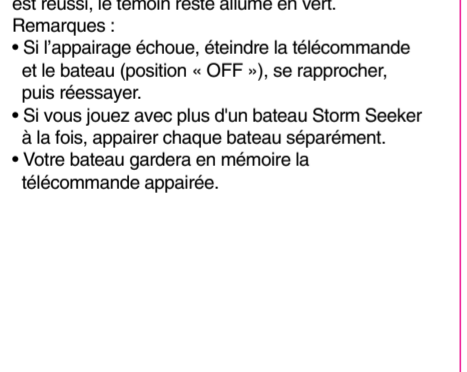 est réussi, le témoin reste allumé en vert.
Remarques :
• Si l’appairage échoue, éteindre la télécommande
et le bateau (position « OFF »), se rapprocher,
puis réessayer.
• Si vous jouez avec plus d'un bateau Storm Seeker
à la fois, appairer chaque bateau séparément.
• Votre bateau gardera en mémoire la
télécommande appairée.